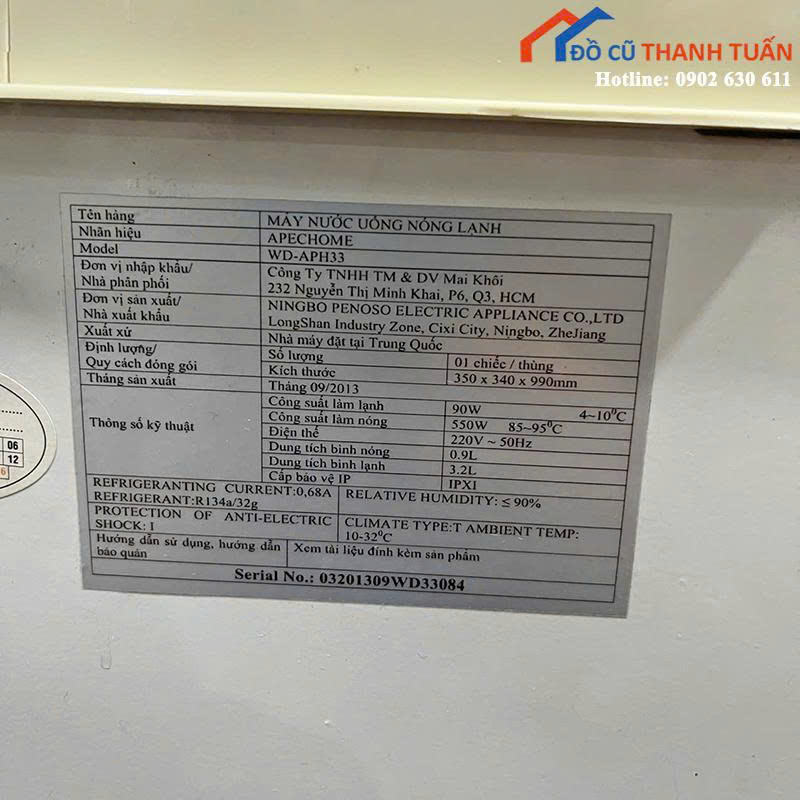 ĐỒ CŨ THANH TUẤN
Hotline: 0902 630 611
Tên hàng MÁY NƯỚC UỐNG NÓNG LẠNH
Nhãn hiệu APECHOME
Model WD-APH33
Đơn vị nhập khẩu/ Công Ty TNHH TM & DV Mai Khôi
Nhà phân phối 232 Nguyễn Thị Minh Khai, P6, Q3, HCM
Đơn vị sản xuất/ NINGBO PENOSO ELECTRIC APPLIANCE CO.,LTD
Nhà xuất khẩu LongShan Industry Zone, Cixi City, Ningbo, ZheJiang
Xuất xứ Nhà máy đặt tại Trung Quốc
Định lượng/ Số lượng 01 chiếc / thùng
Quy cách đóng gói Kích thước 350 x 340 x 990mm
Tháng sản xuất Tháng 09/2013
Thông số kỹ thuật
Công suất làm lạnh 90W 4~10⁰C
Công suất làm nóng 550W 85~95⁰C
Điện thế 220V ~ 50Hz
Dung tích bình nóng 0.9L
Dung tích bình lạnh 3.2L
Cấp bảo vệ IP IPX1
REFRIGERANTING CURRENT:0,68A
REFRIGERANT:R134a/32g
RELATIVE HUMIDITY: ≤ 90%
PROTECTION OF ANTI-ELECTRIC
SHOCK: I
CLIMATE TYPE:T AMBIENT TEMP:
10-32⁰C
Hướng dẫn sử dụng, hướng dẫn
bảo quản
Xem tài liệu đính kèm sản phẩm
Serial No.: 03201309WD33084
06
12
6